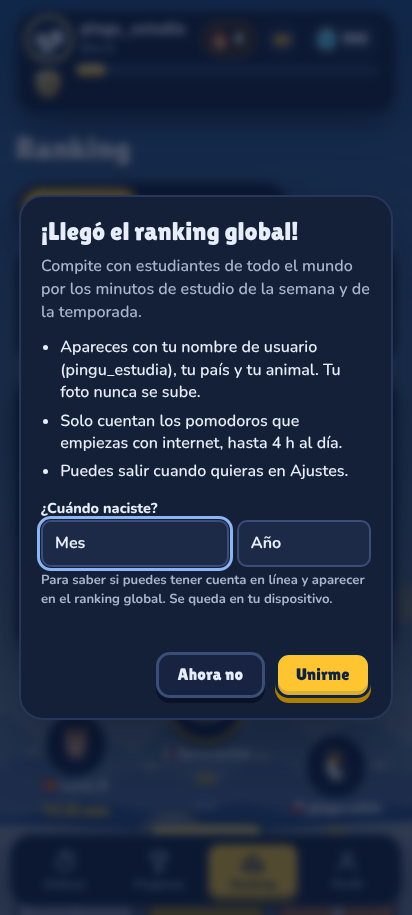 Ranking
¡Llegó el ranking global!
Compite con estudiantes de todo el mundo
por los minutos de estudio de la semana y de
la temporada.
• Apareces con tu nombre de usuario
(pingu_estudia), tu país y tu animal. Tu
foto nunca se sube.
• Solo cuentan los pomodoros que
empiezas con internet, hasta 4 h al día.
• Puedes salir cuando quieras en Ajustes.
¿Cuándo naciste?
Mes Año
Para saber si puedes tener cuenta en línea y aparecer
en el ranking global. Se queda en tu dispositivo.
Ahora no Unirme